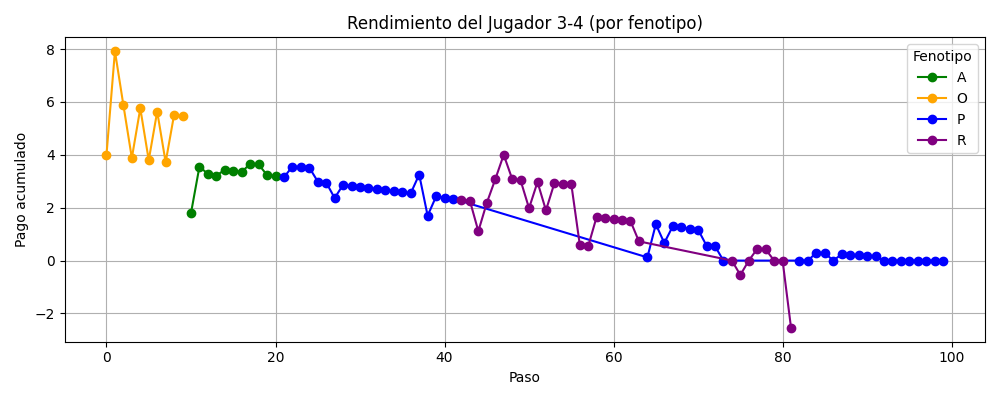 Rendimiento del Jugador 3-4 (por fenotipo)
Pago acumulado
8
6
4
2
0
−2
0
20
40
60
80
100
Paso
Fenotipo
A
O
P
R